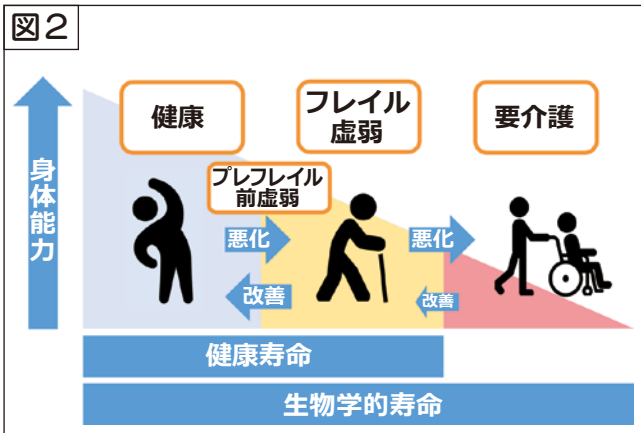 図2
健康
フレイル
虚弱
要介護
プレフレイル
前虚弱
身体能力
悪化
悪化
改善
改善
健康寿命
生物学的寿命